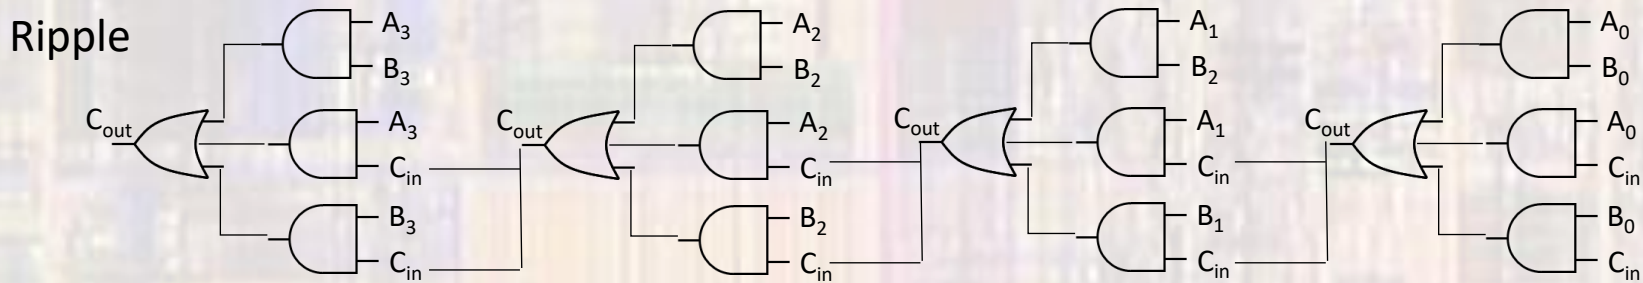 Ripple
A3 A2 A1 A0
B3 B2 B2 B0
Cout A3 Cout A2 Cout A1 Cout A0
Cin Cin Cin Cin
B3 B2 B1 B0
Cin Cin Cin Cin